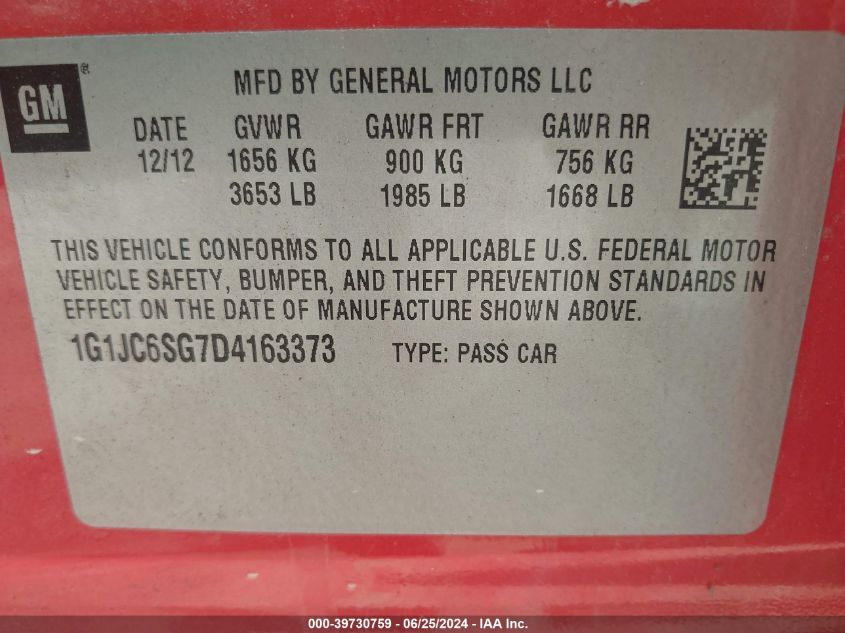 GM®
MFD BY GENERAL MOTORS LLC
DATE GVWR GAWR FRT GAWR RR
12/12 1656 KG 900 KG 756 KG
3653 LB 1985 LB 1668 LB
THIS VEHICLE CONFORMS TO ALL APPLICABLE U.S. FEDERAL MOTOR
VEHICLE SAFETY, BUMPER, AND THEFT PREVENTION STANDARDS IN
EFFECT ON THE DATE OF MANUFACTURE SHOWN ABOVE.
1G1JC6SG7D4163373 TYPE: PASS CAR
000-39730759 - 06/25/2024 - IAA Inc.